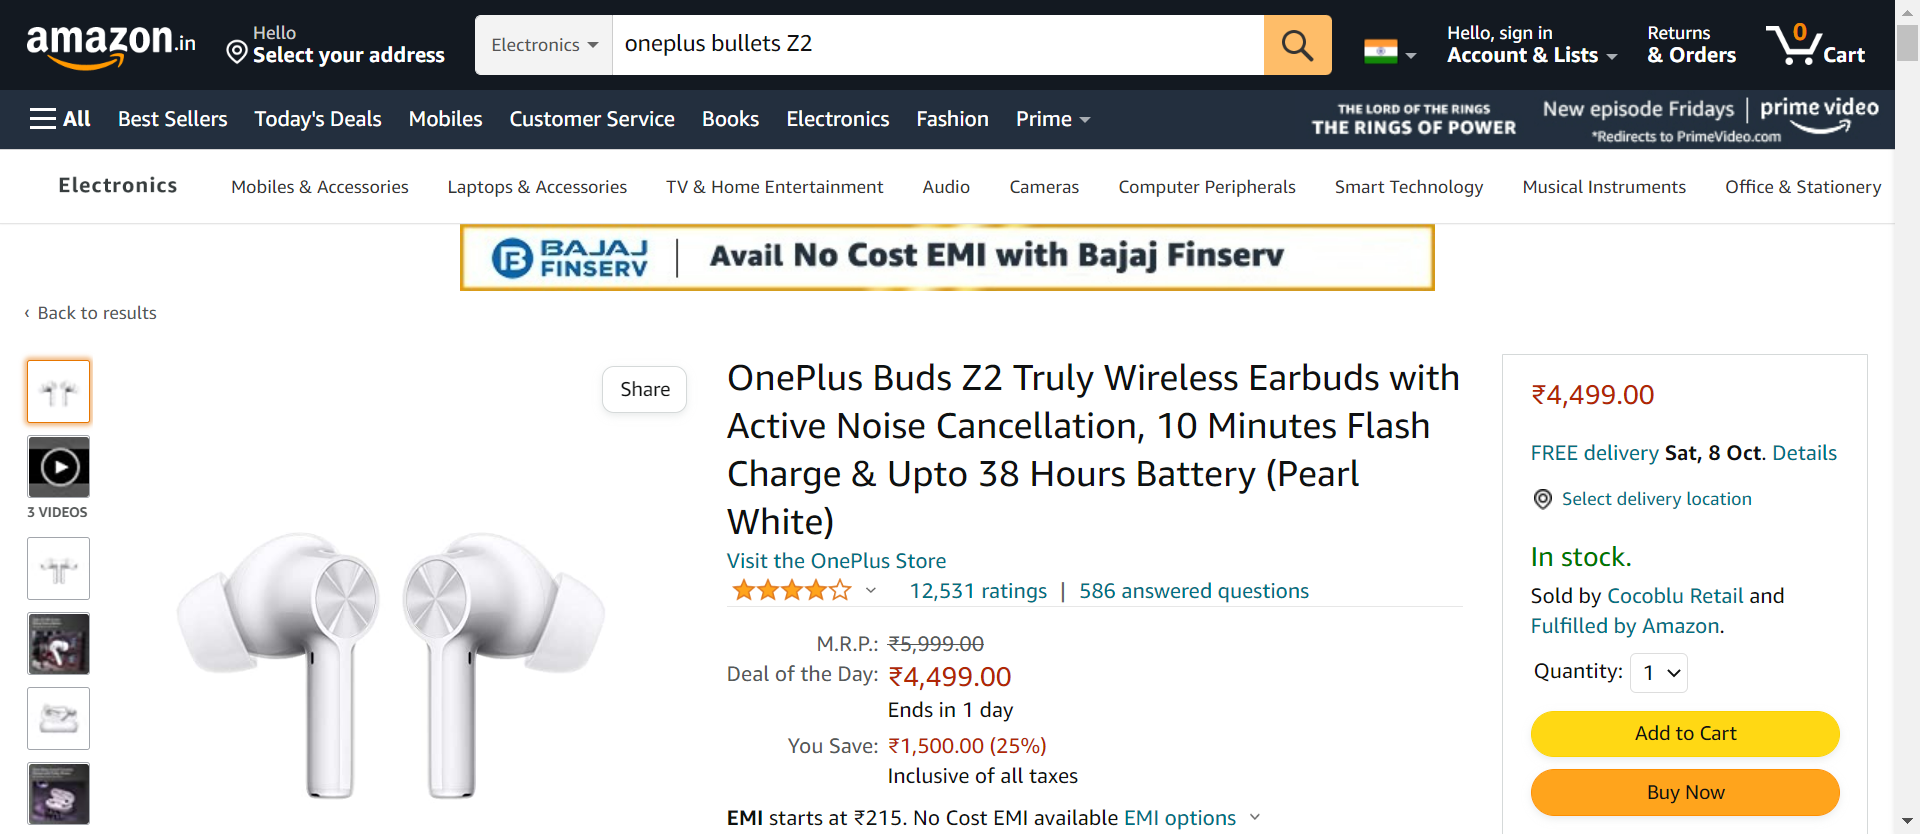 amazon.in
Hello
Select your address
Electronics
oneplus bullets Z2
Hello, sign in
Account & Lists
Returns
& Orders
0
Cart
All
Best Sellers
Today's Deals
Mobiles
Customer Service
Books
Electronics
Fashion
Prime
THE LORD OF THE RINGS
THE RINGS OF POWER
New episode Fridays
prime video
*Redirects to PrimeVideo.com
Electronics
Mobiles & Accessories
Laptops & Accessories
TV & Home Entertainment
Audio
Cameras
Computer Peripherals
Smart Technology
Musical Instruments
Office & Stationery
BAJAJ
FINSERV
Avail No Cost EMI with Bajaj Finserv
‹ Back to results
3 VIDEOS
Share
OnePlus Buds Z2 Truly Wireless Earbuds with
Active Noise Cancellation, 10 Minutes Flash
Charge & Upto 38 Hours Battery (Pearl
White)
Visit the OnePlus Store
12,531 ratings | 586 answered questions
M.R.P.: ₹5,999.00
Deal of the Day: ₹4,499.00
Ends in 1 day
You Save: ₹1,500.00 (25%)
Inclusive of all taxes
EMI starts at ₹215. No Cost EMI available EMI options
₹4,499.00
FREE delivery Sat, 8 Oct. Details
Select delivery location
In stock.
Sold by Cocoblu Retail and
Fulfilled by Amazon.
Quantity: 1
Add to Cart
Buy Now